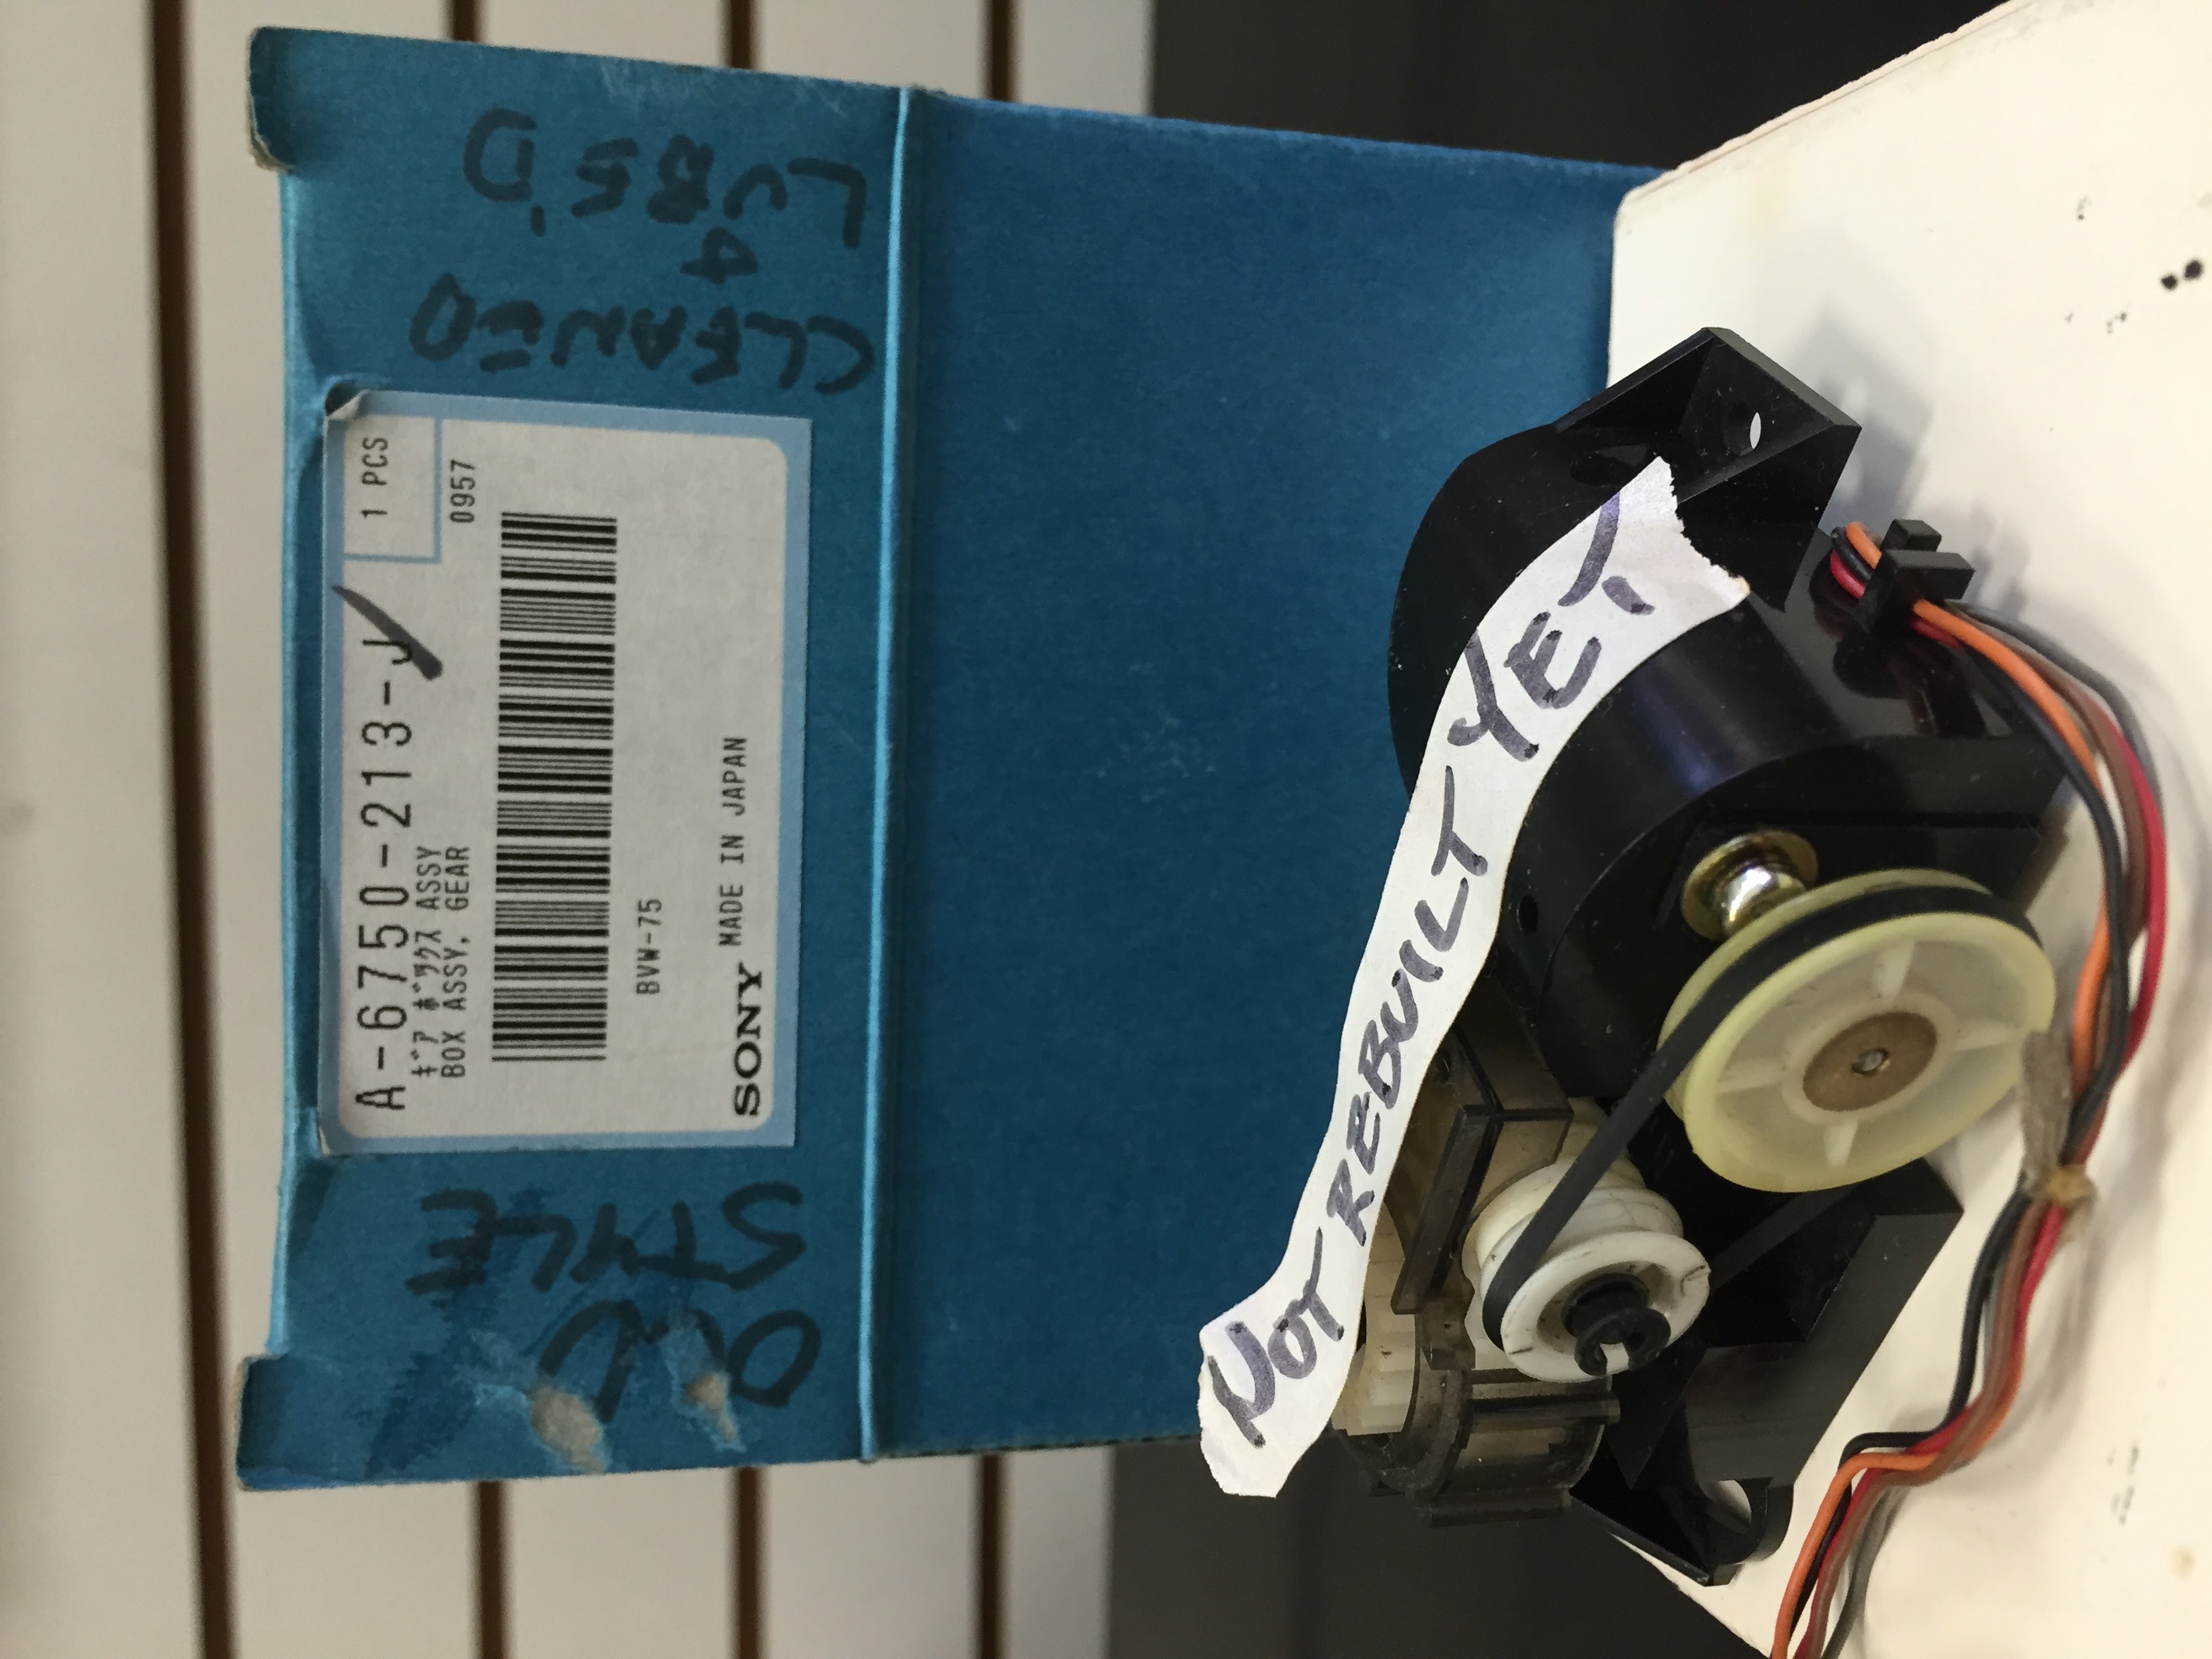 A-6750-213-J
1 PCS
ｷﾞｱ ﾎﾞﾂｸｽ ASSY
BOX ASSY, GEAR
0957
BVW-75
SONY MADE IN JAPAN
OLD
STYLE
CLEANED
&
LUBE'D
NOT REBUILT YET